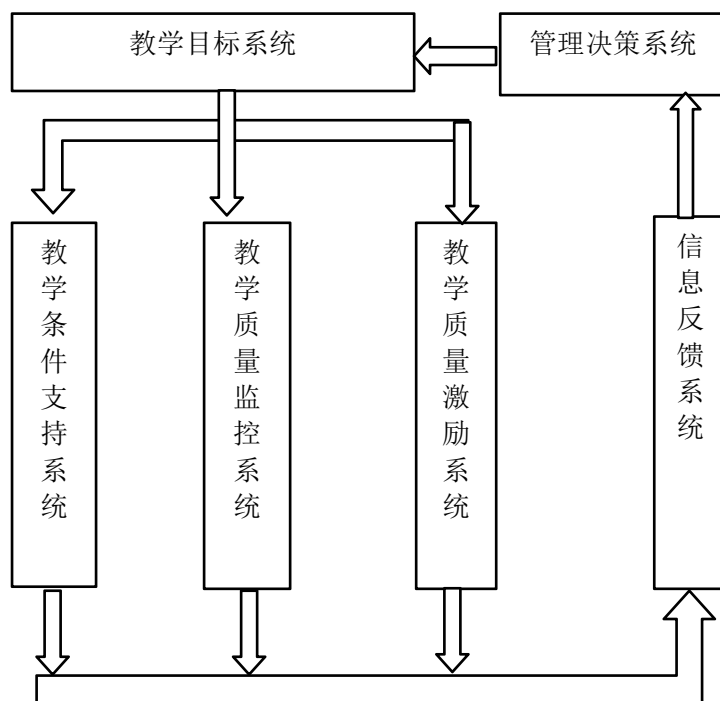 教学目标系统
管理决策系统
教学条件支持系统
教学质量监控系统
教学质量激励系统
信息反馈系统